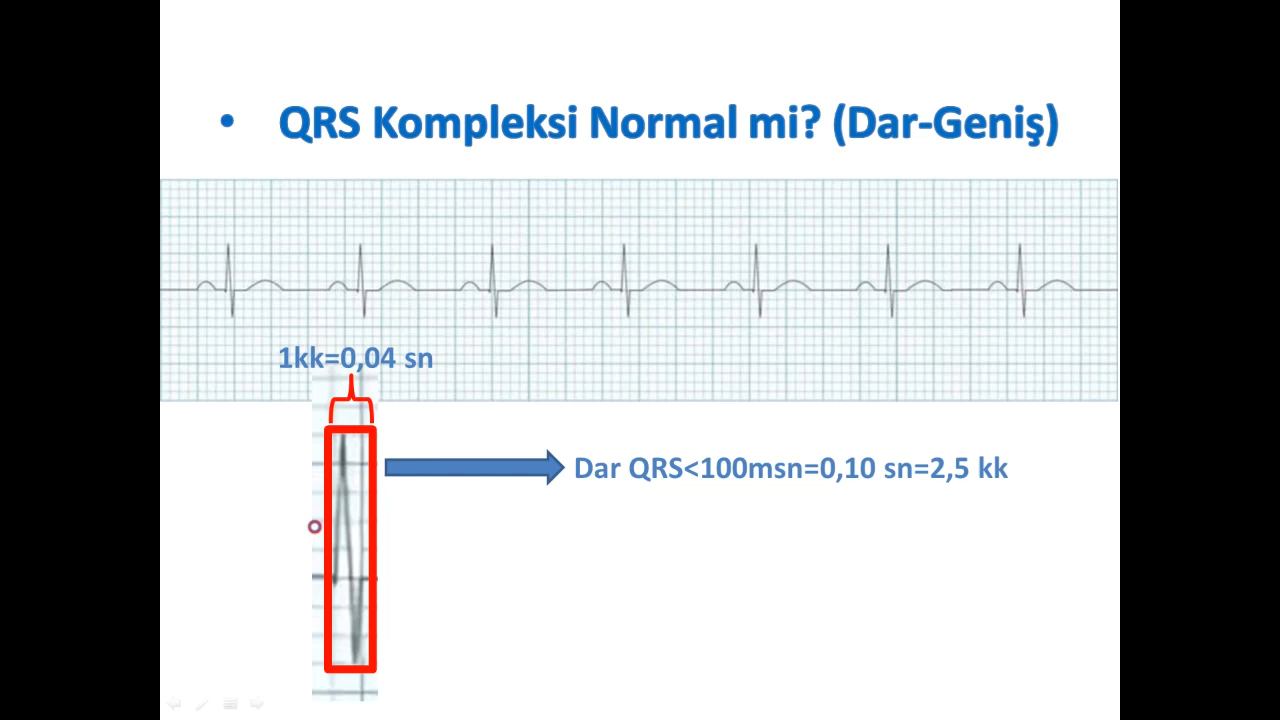 • QRS Kompleksi Normal mi? (Dar-Geniş)
1kk=0,04 sn
Dar QRS<100msn=0,10 sn=2,5 kk